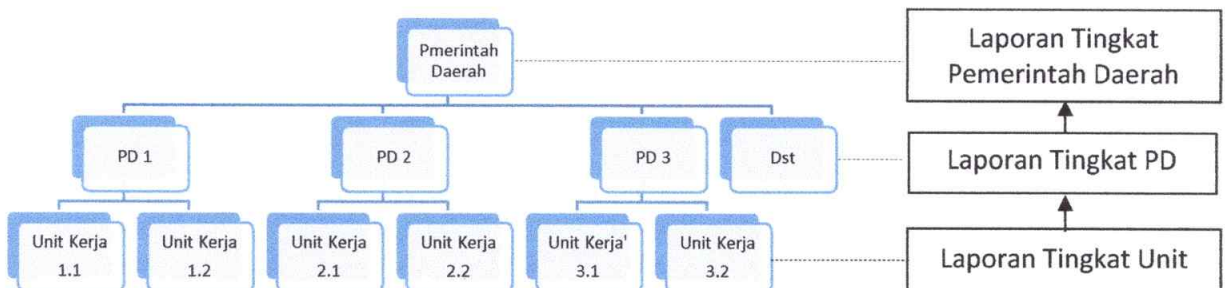 Pmerintah
Daerah
Laporan Tingkat
Pemerintah Daerah
PD 1
PD 2
PD 3
Dst
Laporan Tingkat PD
Unit Kerja
1.1
Unit Kerja
1.2
Unit Kerja
2.1
Unit Kerja
2.2
Unit Kerja'
3.1
Unit Kerja
3.2
Laporan Tingkat Unit